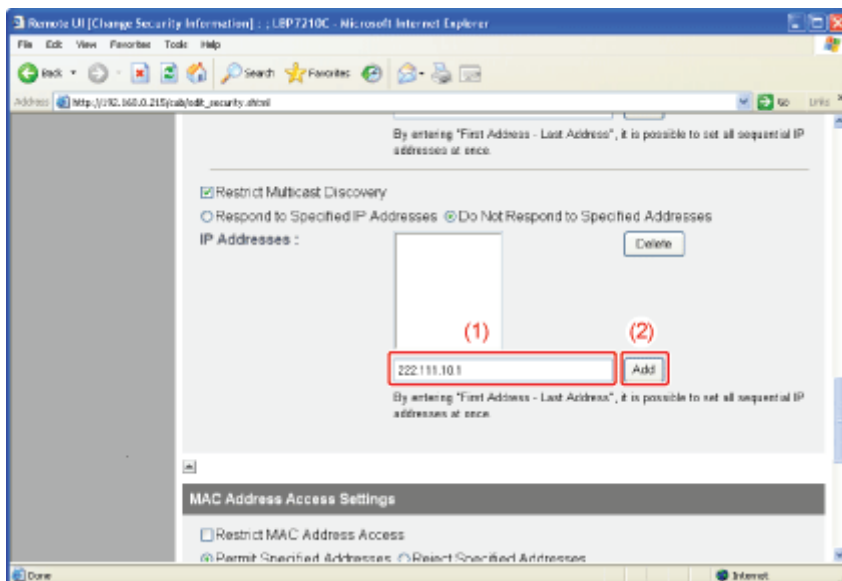 Remote UI [Change Security Information] : ; LBP7210C - Microsoft Internet Explorer
File Edit View Favorites Tools Help
Back Search Favorites
Address http://192.160.0.215/cab/edit_security.shtml Go Links
By entering "First Address - Last Address", it is possible to set all sequential IP
addresses at once.
Restrict Multicast Discovery
Respond to Specified IP Addresses Do Not Respond to Specified Addresses
IP Addresses :
Delete
(1) (2)
222.111.10.1 Add
By entering "First Address - Last Address", it is possible to set all sequential IP
addresses at once.
MAC Address Access Settings
Restrict MAC Address Access
Permit Specified Addresses Reject Specified Addresses
Done Internet